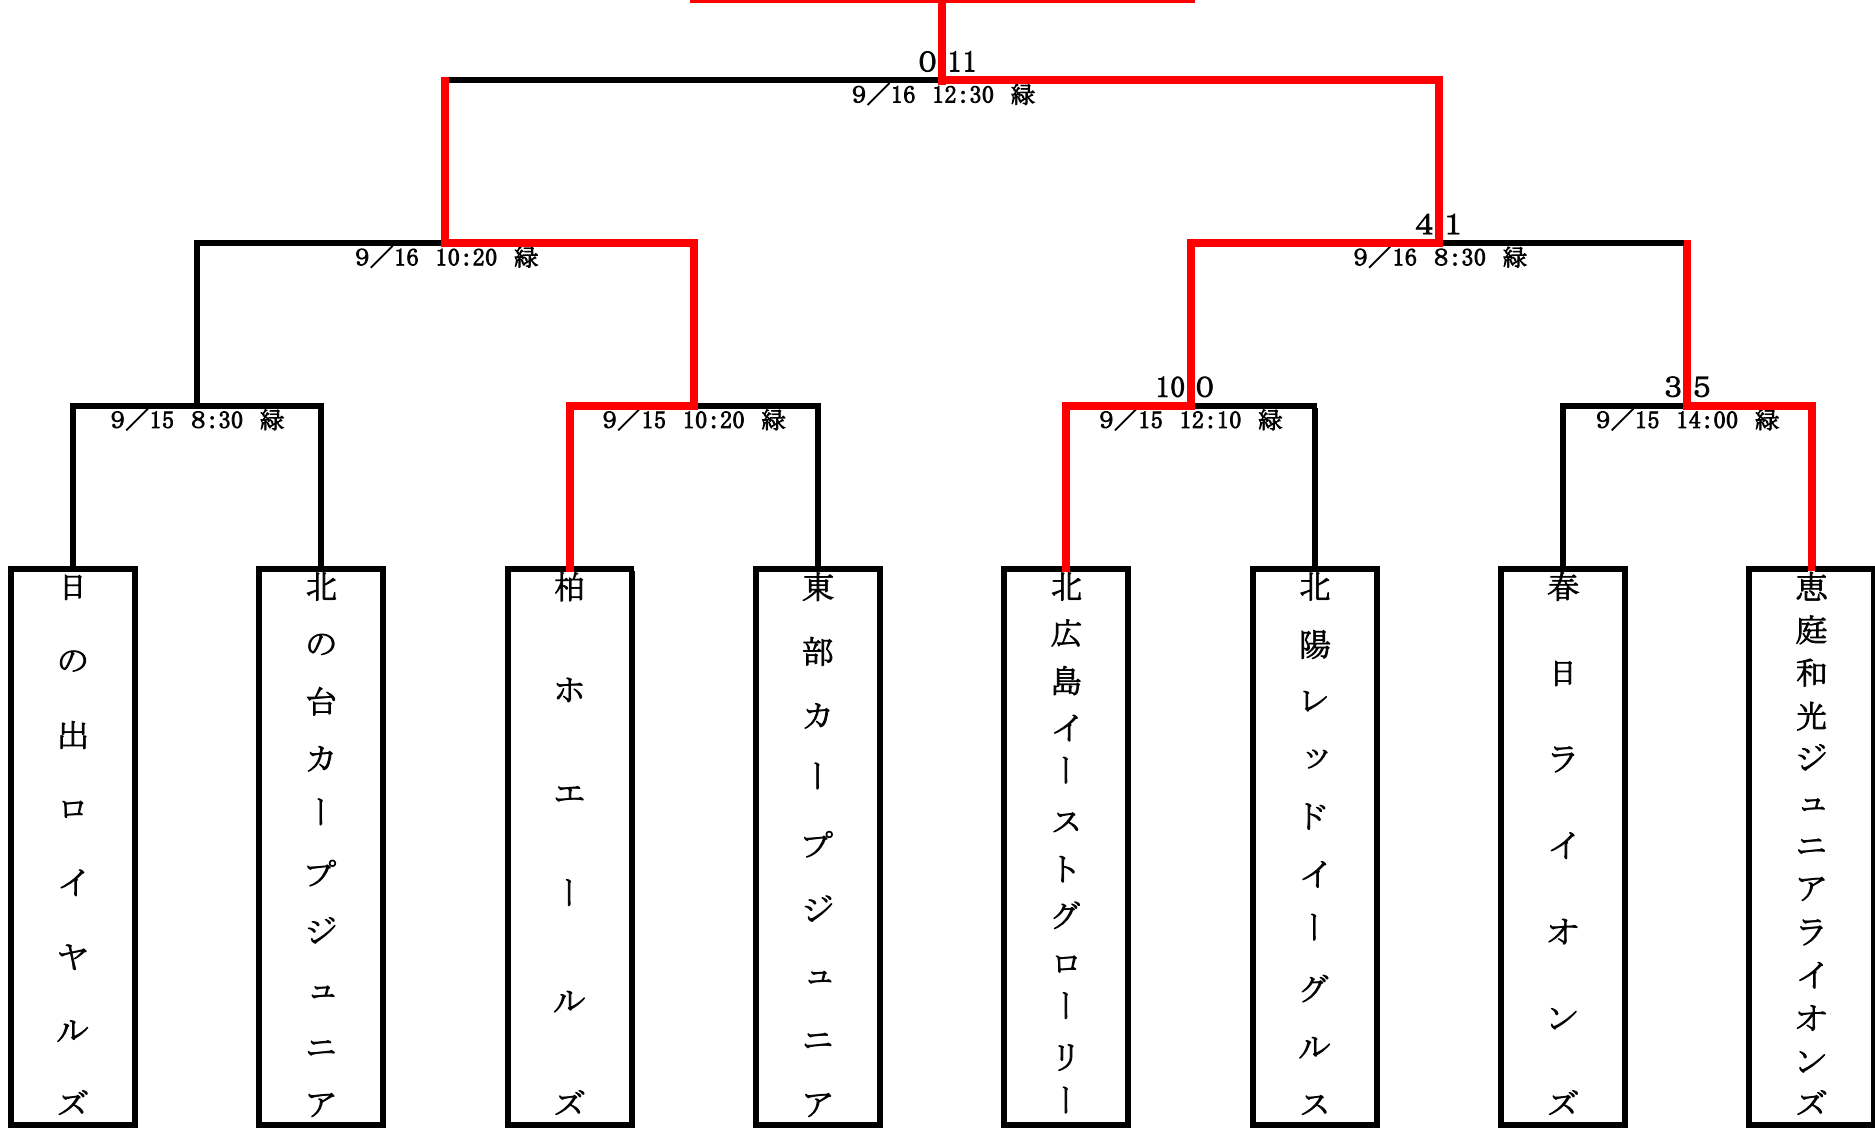 0 11
9／16 12:30 緑
4 1
9／16 10:20 緑
9／16 8:30 緑
10 0
3 5
9／15 8:30 緑
9／15 10:20 緑
9／15 12:10 緑
9／15 14:00 緑
日の出ロイヤルズ
北の台カープジュニア
柏ホエールズ
東部カープジュニア
北広島イーストグローリー
北陽レッドイーグルス
春日ライオンズ
恵庭和光ジュニアライオンズ